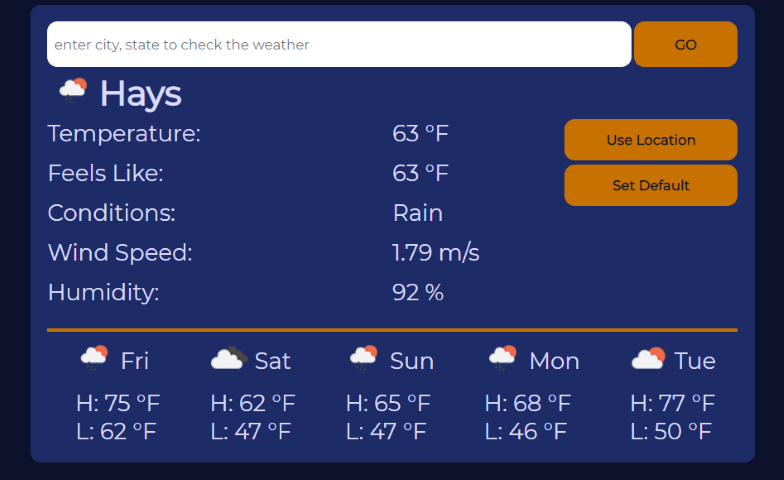 enter city, state to check the weather GO
Hays
Temperature: 63 °F
Use Location
Feels Like: 63 °F
Set Default
Conditions: Rain
Wind Speed: 1.79 m/s
Humidity: 92 %
Fri Sat Sun Mon Tue
H: 75 °F H: 62 °F H: 65 °F H: 68 °F H: 77 °F
L: 62 °F L: 47 °F L: 47 °F L: 46 °F L: 50 °F